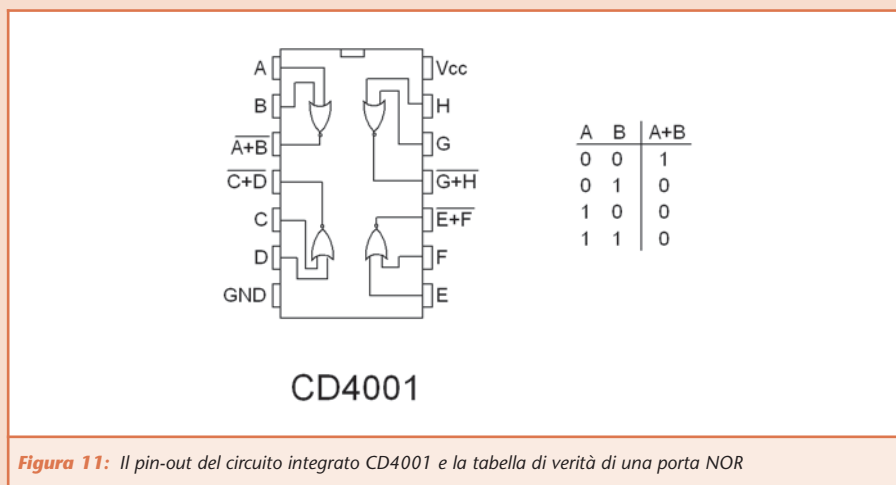 A
B
A+B
C+D
C
D
GND
Vcc
H
G
G+H
E+F
F
E
A B A+B
0 0 1
0 1 0
1 0 0
1 1 0
CD4001
Figura 11: Il pin-out del circuito integrato CD4001 e la tabella di verità di una porta NOR